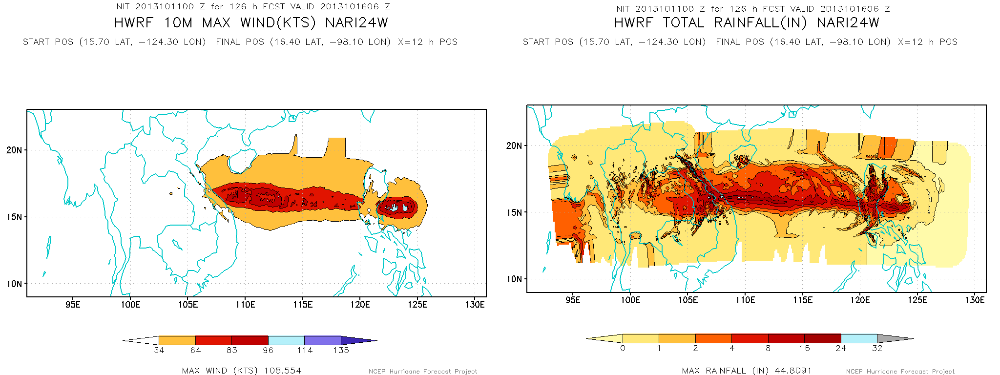 INIT 2013101100 Z for 126 h FCST VALID 2013101606 Z
HWRF 10M MAX WIND(KTS) NARI24W
START POS (15.70 LAT, −124.30 LON) FINAL POS (16.40 LAT, −98.10 LON) X=12 h POS
20N
15N
10N
95E 100E 105E 110E 115E 120E 125E 130E
34 64 83 96 114 135
MAX WIND (KTS) 108.554
NCEP Hurricane Forecast Project
INIT 2013101100 Z for 126 h FCST VALID 2013101606 Z
HWRF TOTAL RAINFALL(IN) NARI24W
START POS (15.70 LAT, −124.30 LON) FINAL POS (16.40 LAT, −98.10 LON) X=12 h POS
20N
15N
10N
95E 100E 105E 110E 115E 120E 125E 130E
0 1 2 4 8 16 24 32
MAX RAINFALL (IN) 44.8091
NCEP Hurricane Forecast Project